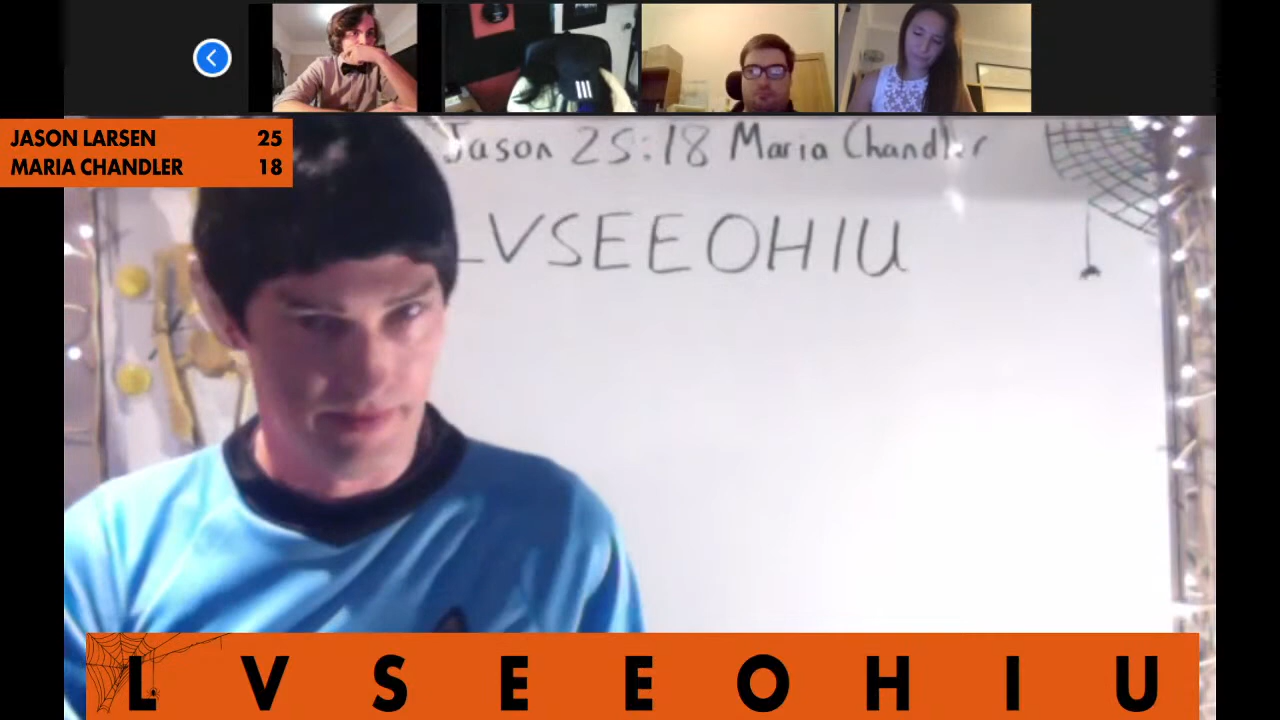 JASON LARSEN 25
MARIA CHANDLER 18
Jason 25:18 Maria Chandler
LVSEEOHIU
L V S E E O H I U